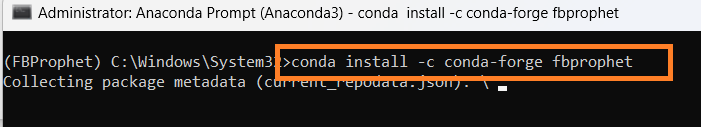 Administrator: Anaconda Prompt (Anaconda3) - conda install -c conda-forge fbprophet
(FBProphet) C:\Windows\System32>conda install -c conda-forge fbprophet
Collecting package metadata (current_repodata.json): \